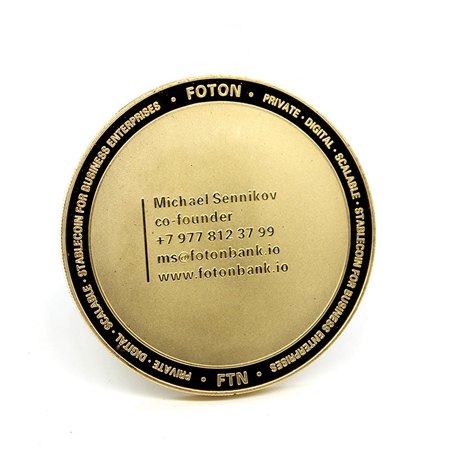 · FOTON ·
PRIVATE · DIGITAL · SCALABLE · STABLECOIN FOR BUSINESS ENTERPRISES
Michael Sennikov
co-founder
+7 977 812 37 99
ms@fotonbank.io
www.fotonbank.io
· FTN ·
PRIVATE · DIGITAL · SCALABLE · STABLECOIN FOR BUSINESS ENTERPRISES